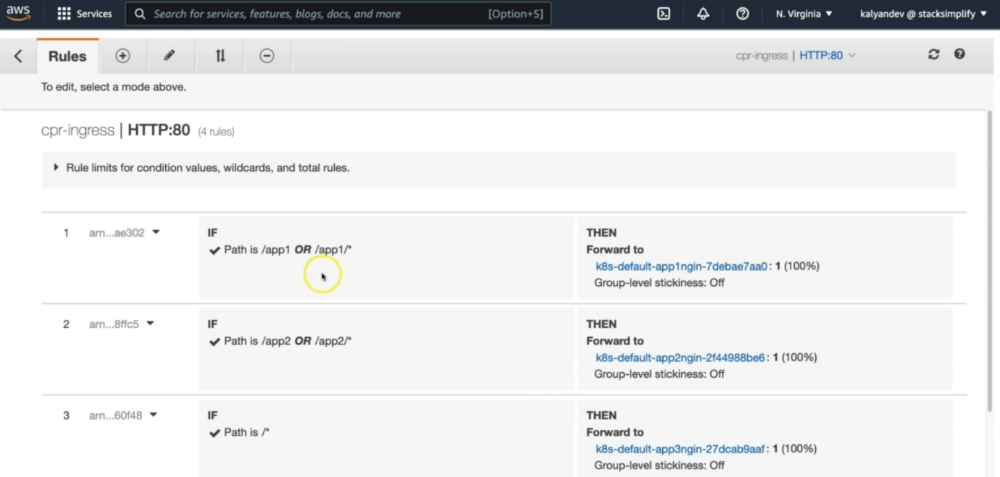 aws Services Search for services, features, blogs, docs, and more [Option+S] N. Virginia ▼ kalyandev @ stacksimplify ▼
Rules cpr-ingress | HTTP:80
To edit, select a mode above.
cpr-ingress | HTTP:80 (4 rules)
Rule limits for condition values, wildcards, and total rules.
1 arn...ae302 IF THEN
Path is /app1 OR /app1/* Forward to
k8s-default-app1ngin-7debae7aa0: 1 (100%)
Group-level stickiness: Off
2 arn...8ffc5 IF THEN
Path is /app2 OR /app2/* Forward to
k8s-default-app2ngin-2f44988be6: 1 (100%)
Group-level stickiness: Off
3 arn...60f48 IF THEN
Path is /* Forward to
k8s-default-app3ngin-27dcab9aaf: 1 (100%)
Group-level stickiness: Off